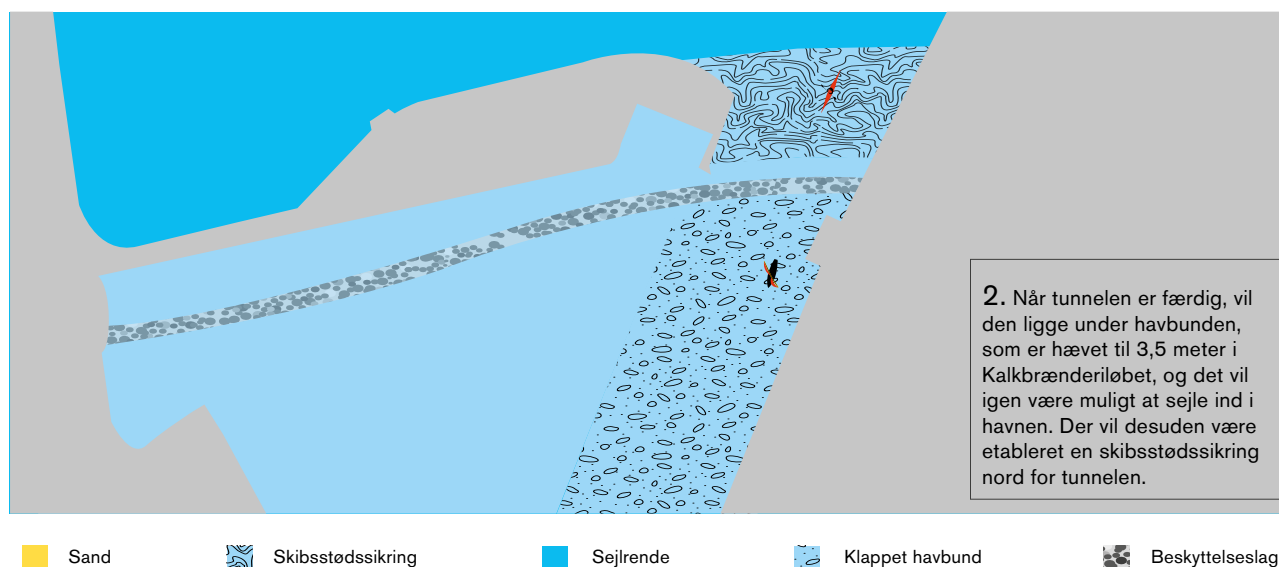 2. Når tunnelen er færdig, vil
den ligge under havbunden,
som er hævet til 3,5 meter i
Kalkbrænderiløbet, og det vil
igen være muligt at sejle ind i
havnen. Der vil desuden være
etableret en skibsstødssikring
nord for tunnelen.
Sand
Skibsstødssikring
Sejlrende
Klappet havbund
Beskyttelseslag